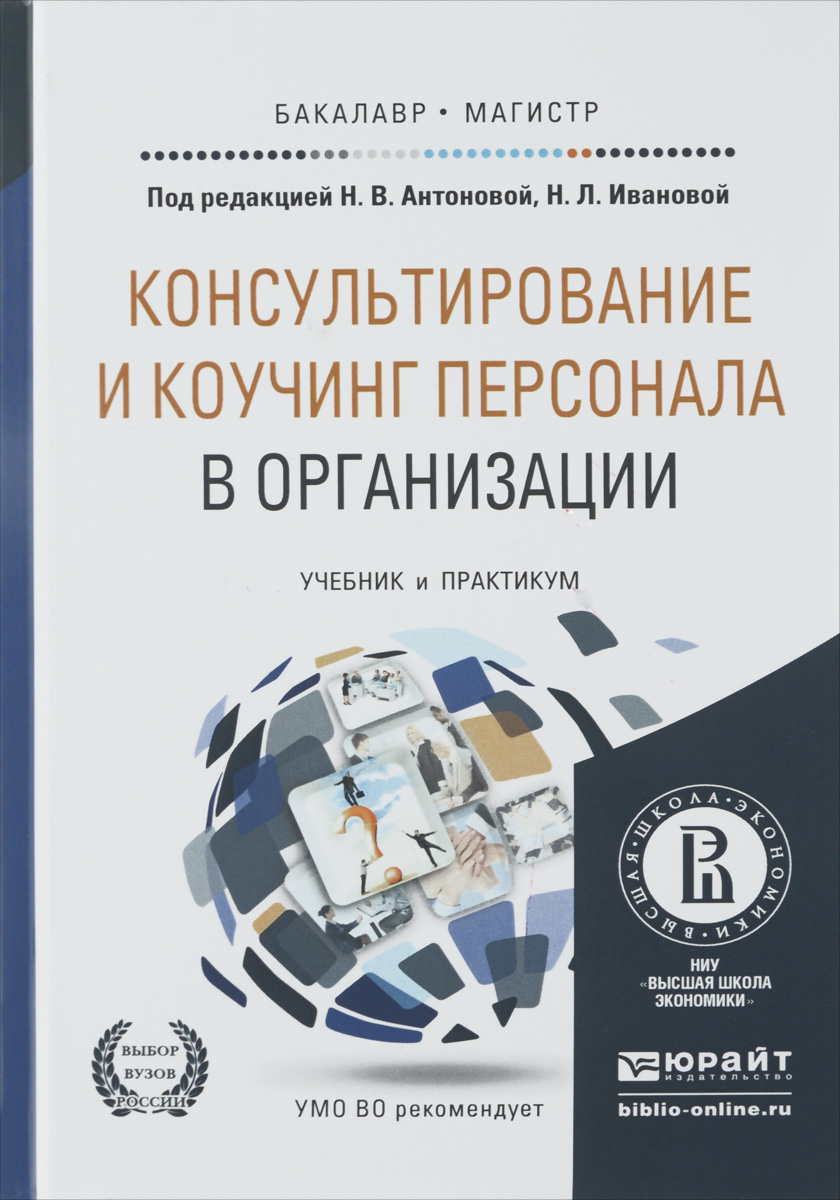 БАКАЛАВР • МАГИСТР
Под редакцией Н. В. Антоновой, Н. Л. Ивановой
КОНСУЛЬТИРОВАНИЕ
И КОУЧИНГ ПЕРСОНАЛА
В ОРГАНИЗАЦИИ
УЧЕБНИК и ПРАКТИКУМ
ВЫСШАЯ • ШКОЛА • ЭКОНОМИКИ •
НИУ
«ВЫСШАЯ ШКОЛА
ЭКОНОМИКИ»
ВЫБОР
ВУЗОВ
РОССИИ
ЮРАЙТ
ИЗДАТЕЛЬСТВО
biblio-online.ru
УМО ВО рекомендует